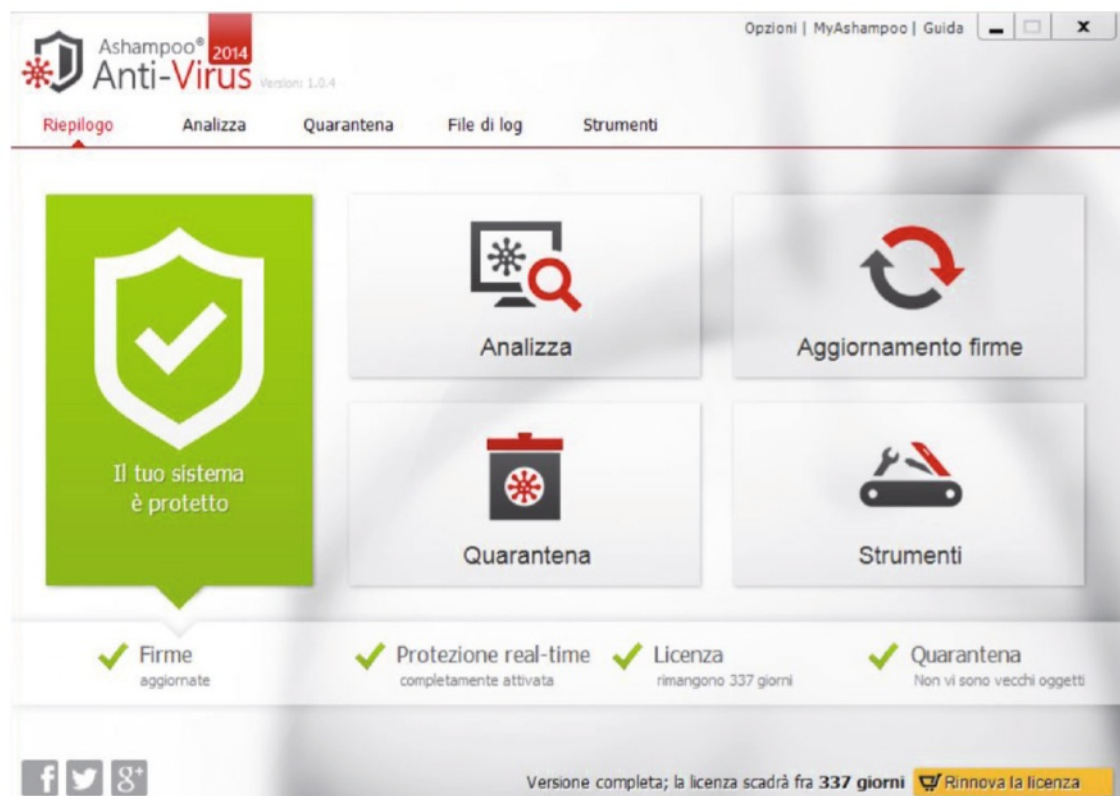 Opzioni | MyAshampoo | Guida
Ashampoo® 2014
Anti-Virus Version: 1.0.4
Riepilogo Analizza Quarantena File di log Strumenti
Il tuo sistema
è protetto
Analizza
Aggiornamento firme
Quarantena
Strumenti
Firme
aggiornate
Protezione real-time
completamente attivata
Licenza
rimangono 337 giorni
Quarantena
Non vi sono vecchi oggetti
f g+ Versione completa; la licenza scadrà fra 337 giorni Rinnova la licenza